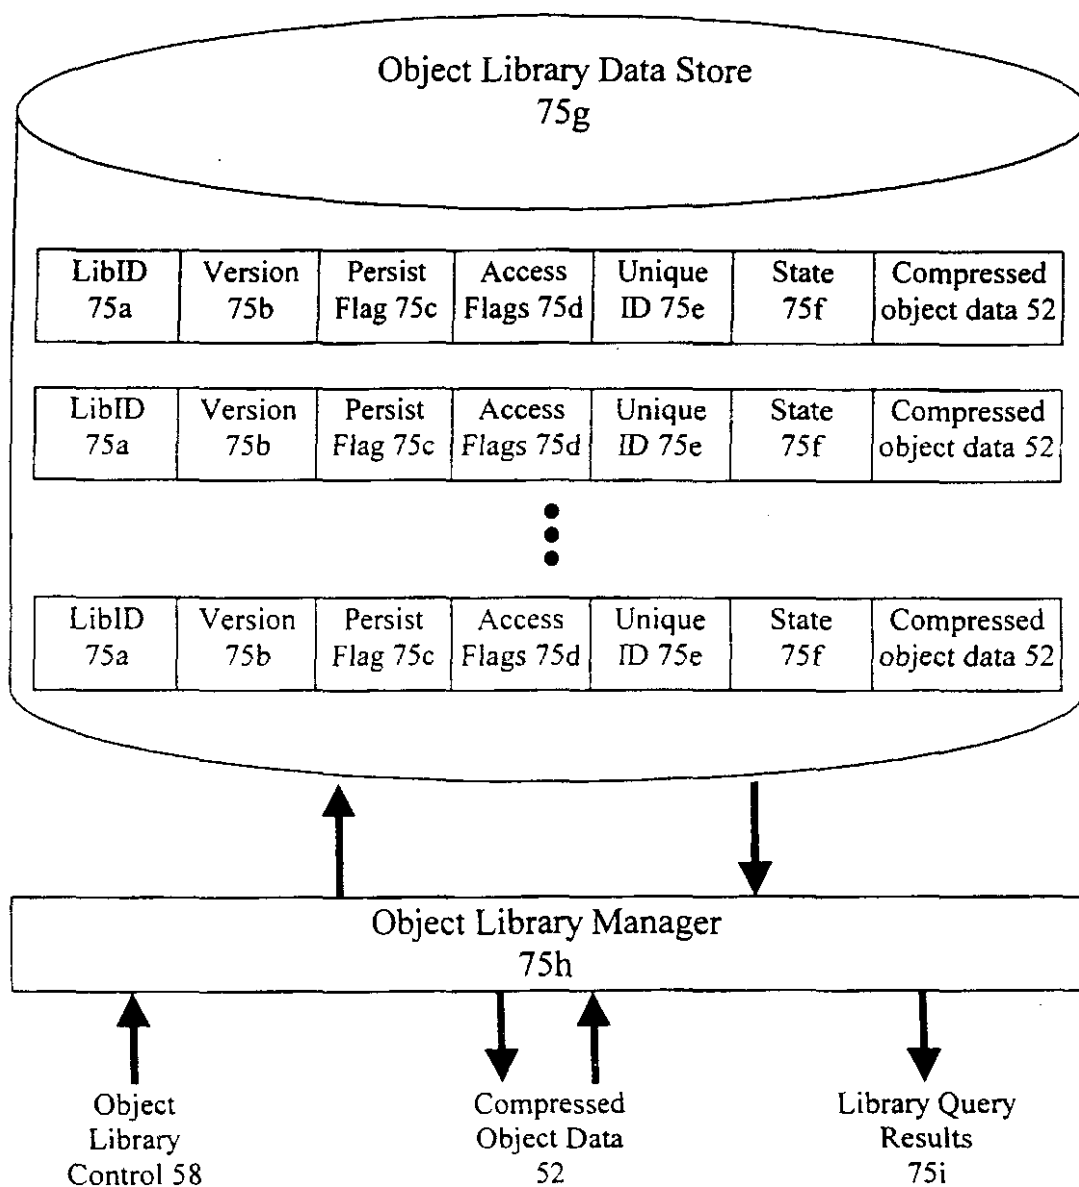 Object Library Data Store
75g
LibID Version Persist Access Unique State Compressed
75a 75b Flag 75c Flags 75d ID 75e 75f object data 52
LibID Version Persist Access Unique State Compressed
75a 75b Flag 75c Flags 75d ID 75e 75f object data 52
LibID Version Persist Access Unique State Compressed
75a 75b Flag 75c Flags 75d ID 75e 75f object data 52
Object Library Manager
75h
Object Compressed Library Query
Library Object Data Results
Control 58 52 75i